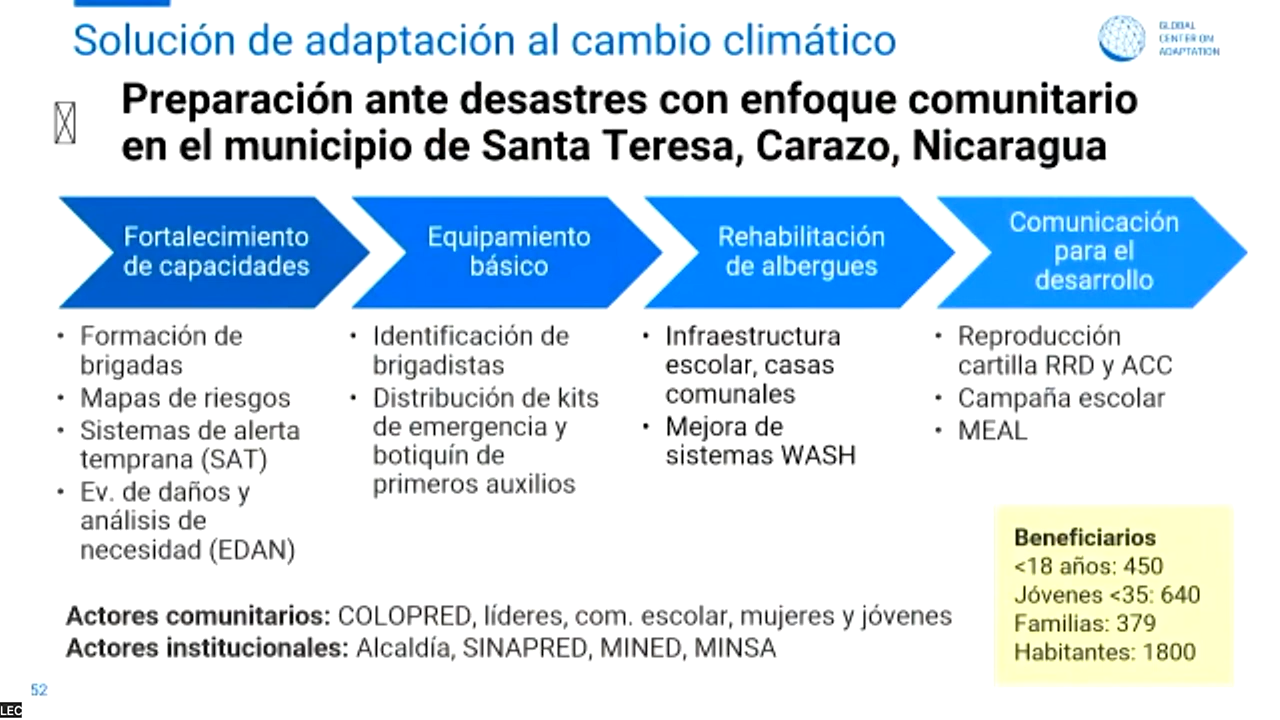 Solución de adaptación al cambio climático
GLOBAL
CENTER ON
ADAPTATION
Preparación ante desastres con enfoque comunitario
en el municipio de Santa Teresa, Carazo, Nicaragua
Fortalecimiento
de capacidades
Equipamiento
básico
Rehabilitación
de albergues
Comunicación
para el
desarrollo
• Formación de
brigadas
• Mapas de riesgos
• Sistemas de alerta
temprana (SAT)
• Ev. de daños y
análisis de
necesidad (EDAN)
• Identificación de
brigadistas
• Distribución de kits
de emergencia y
botiquín de
primeros auxilios
• Infraestructura
escolar, casas
comunales
• Mejora de
sistemas WASH
• Reproducción
cartilla RRD y ACC
• Campaña escolar
• MEAL
Beneficiarios
<18 años: 450
Jóvenes <35: 640
Familias: 379
Habitantes: 1800
Actores comunitarios: COLOPRED, líderes, com. escolar, mujeres y jóvenes
Actores institucionales: Alcaldía, SINAPRED, MINED, MINSA
52
LEC